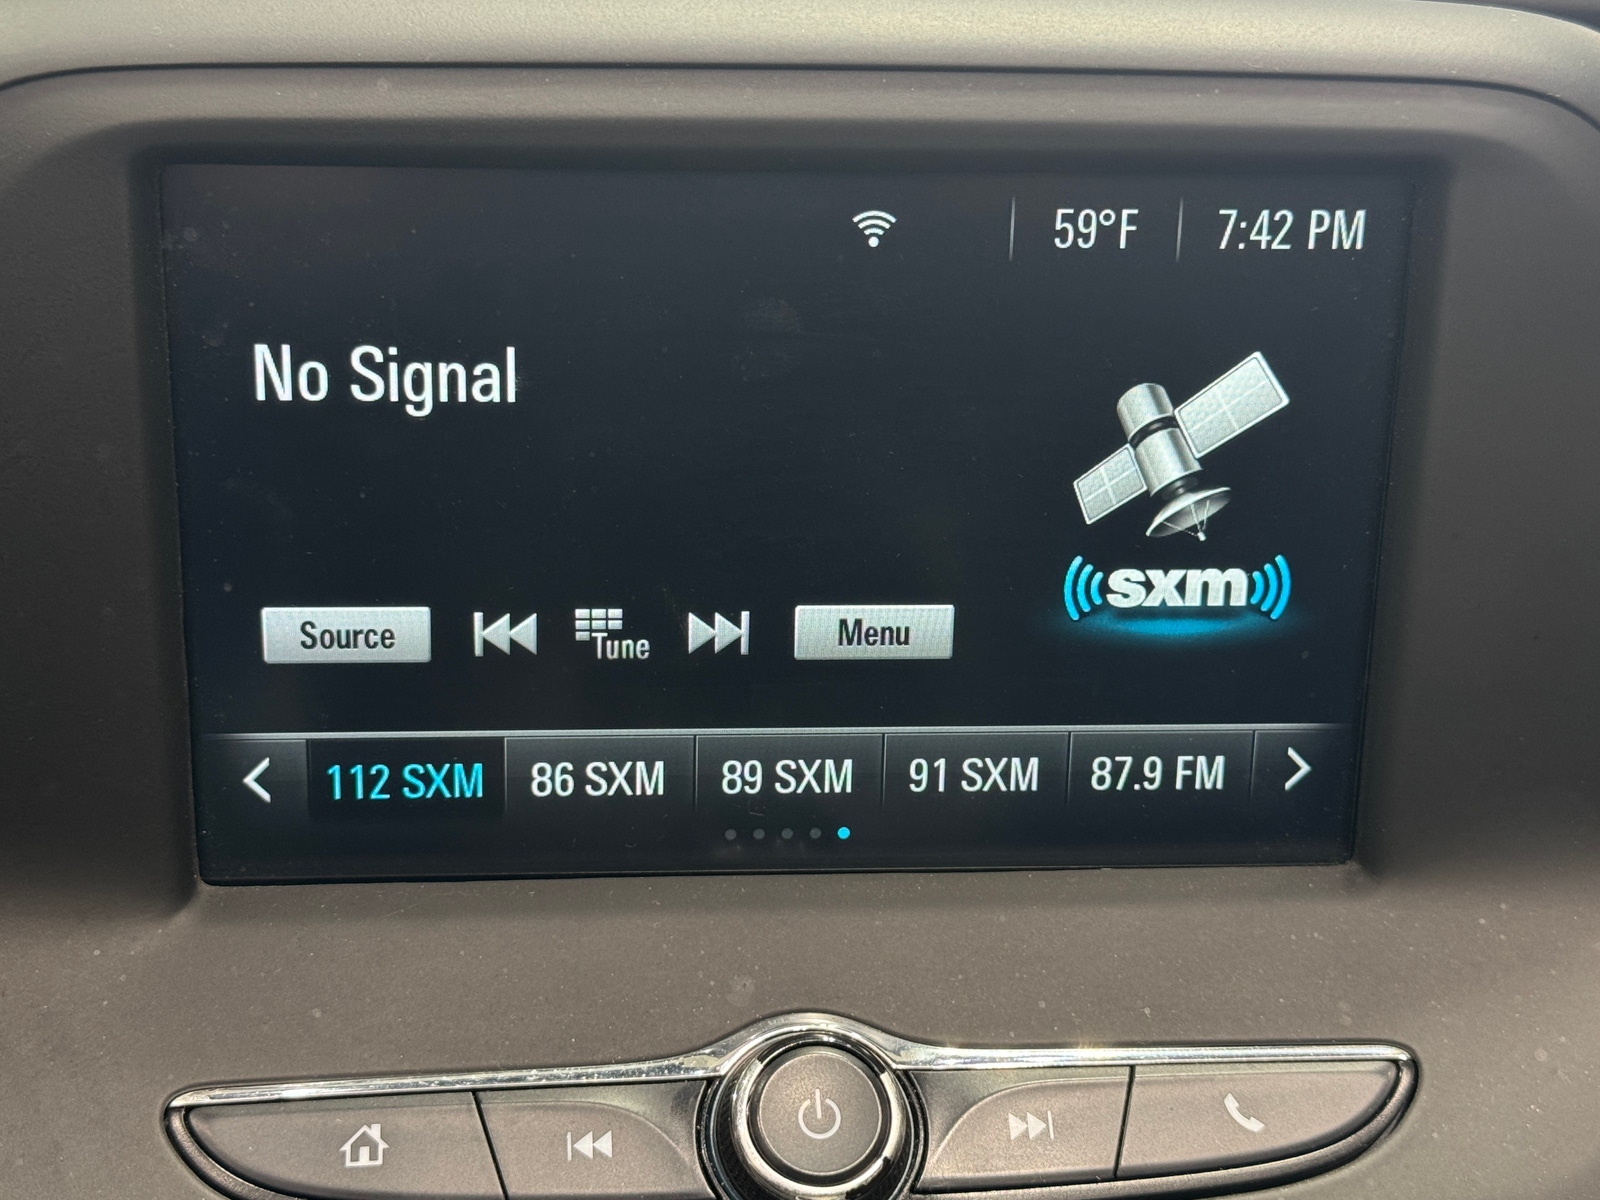 59°F 7:42 PM
No Signal
sxm
Source Tune Menu
112 SXM 86 SXM 89 SXM 91 SXM 87.9 FM